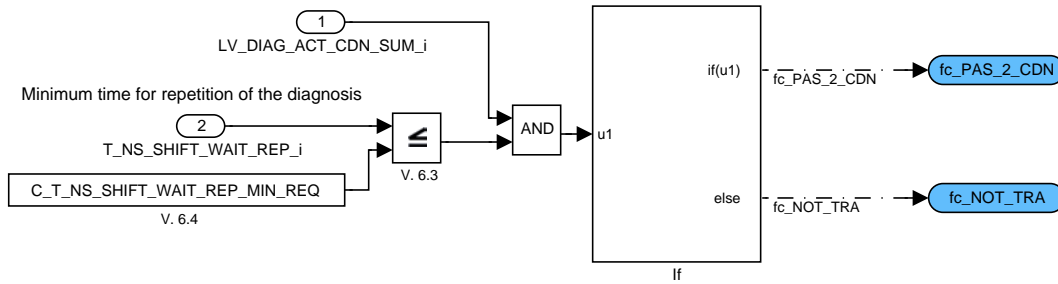 1
LV_DIAG_ACT_CDN_SUM_i
if(u1)
fc_PAS_2_CDN
fc_PAS_2_CDN
Minimum time for repetition of the diagnosis
2
T_NS_SHIFT_WAIT_REP_i
≤
V. 6.3
AND
u1
C_T_NS_SHIFT_WAIT_REP_MIN_REQ
V. 6.4
else
fc_NOT_TRA
fc_NOT_TRA
If